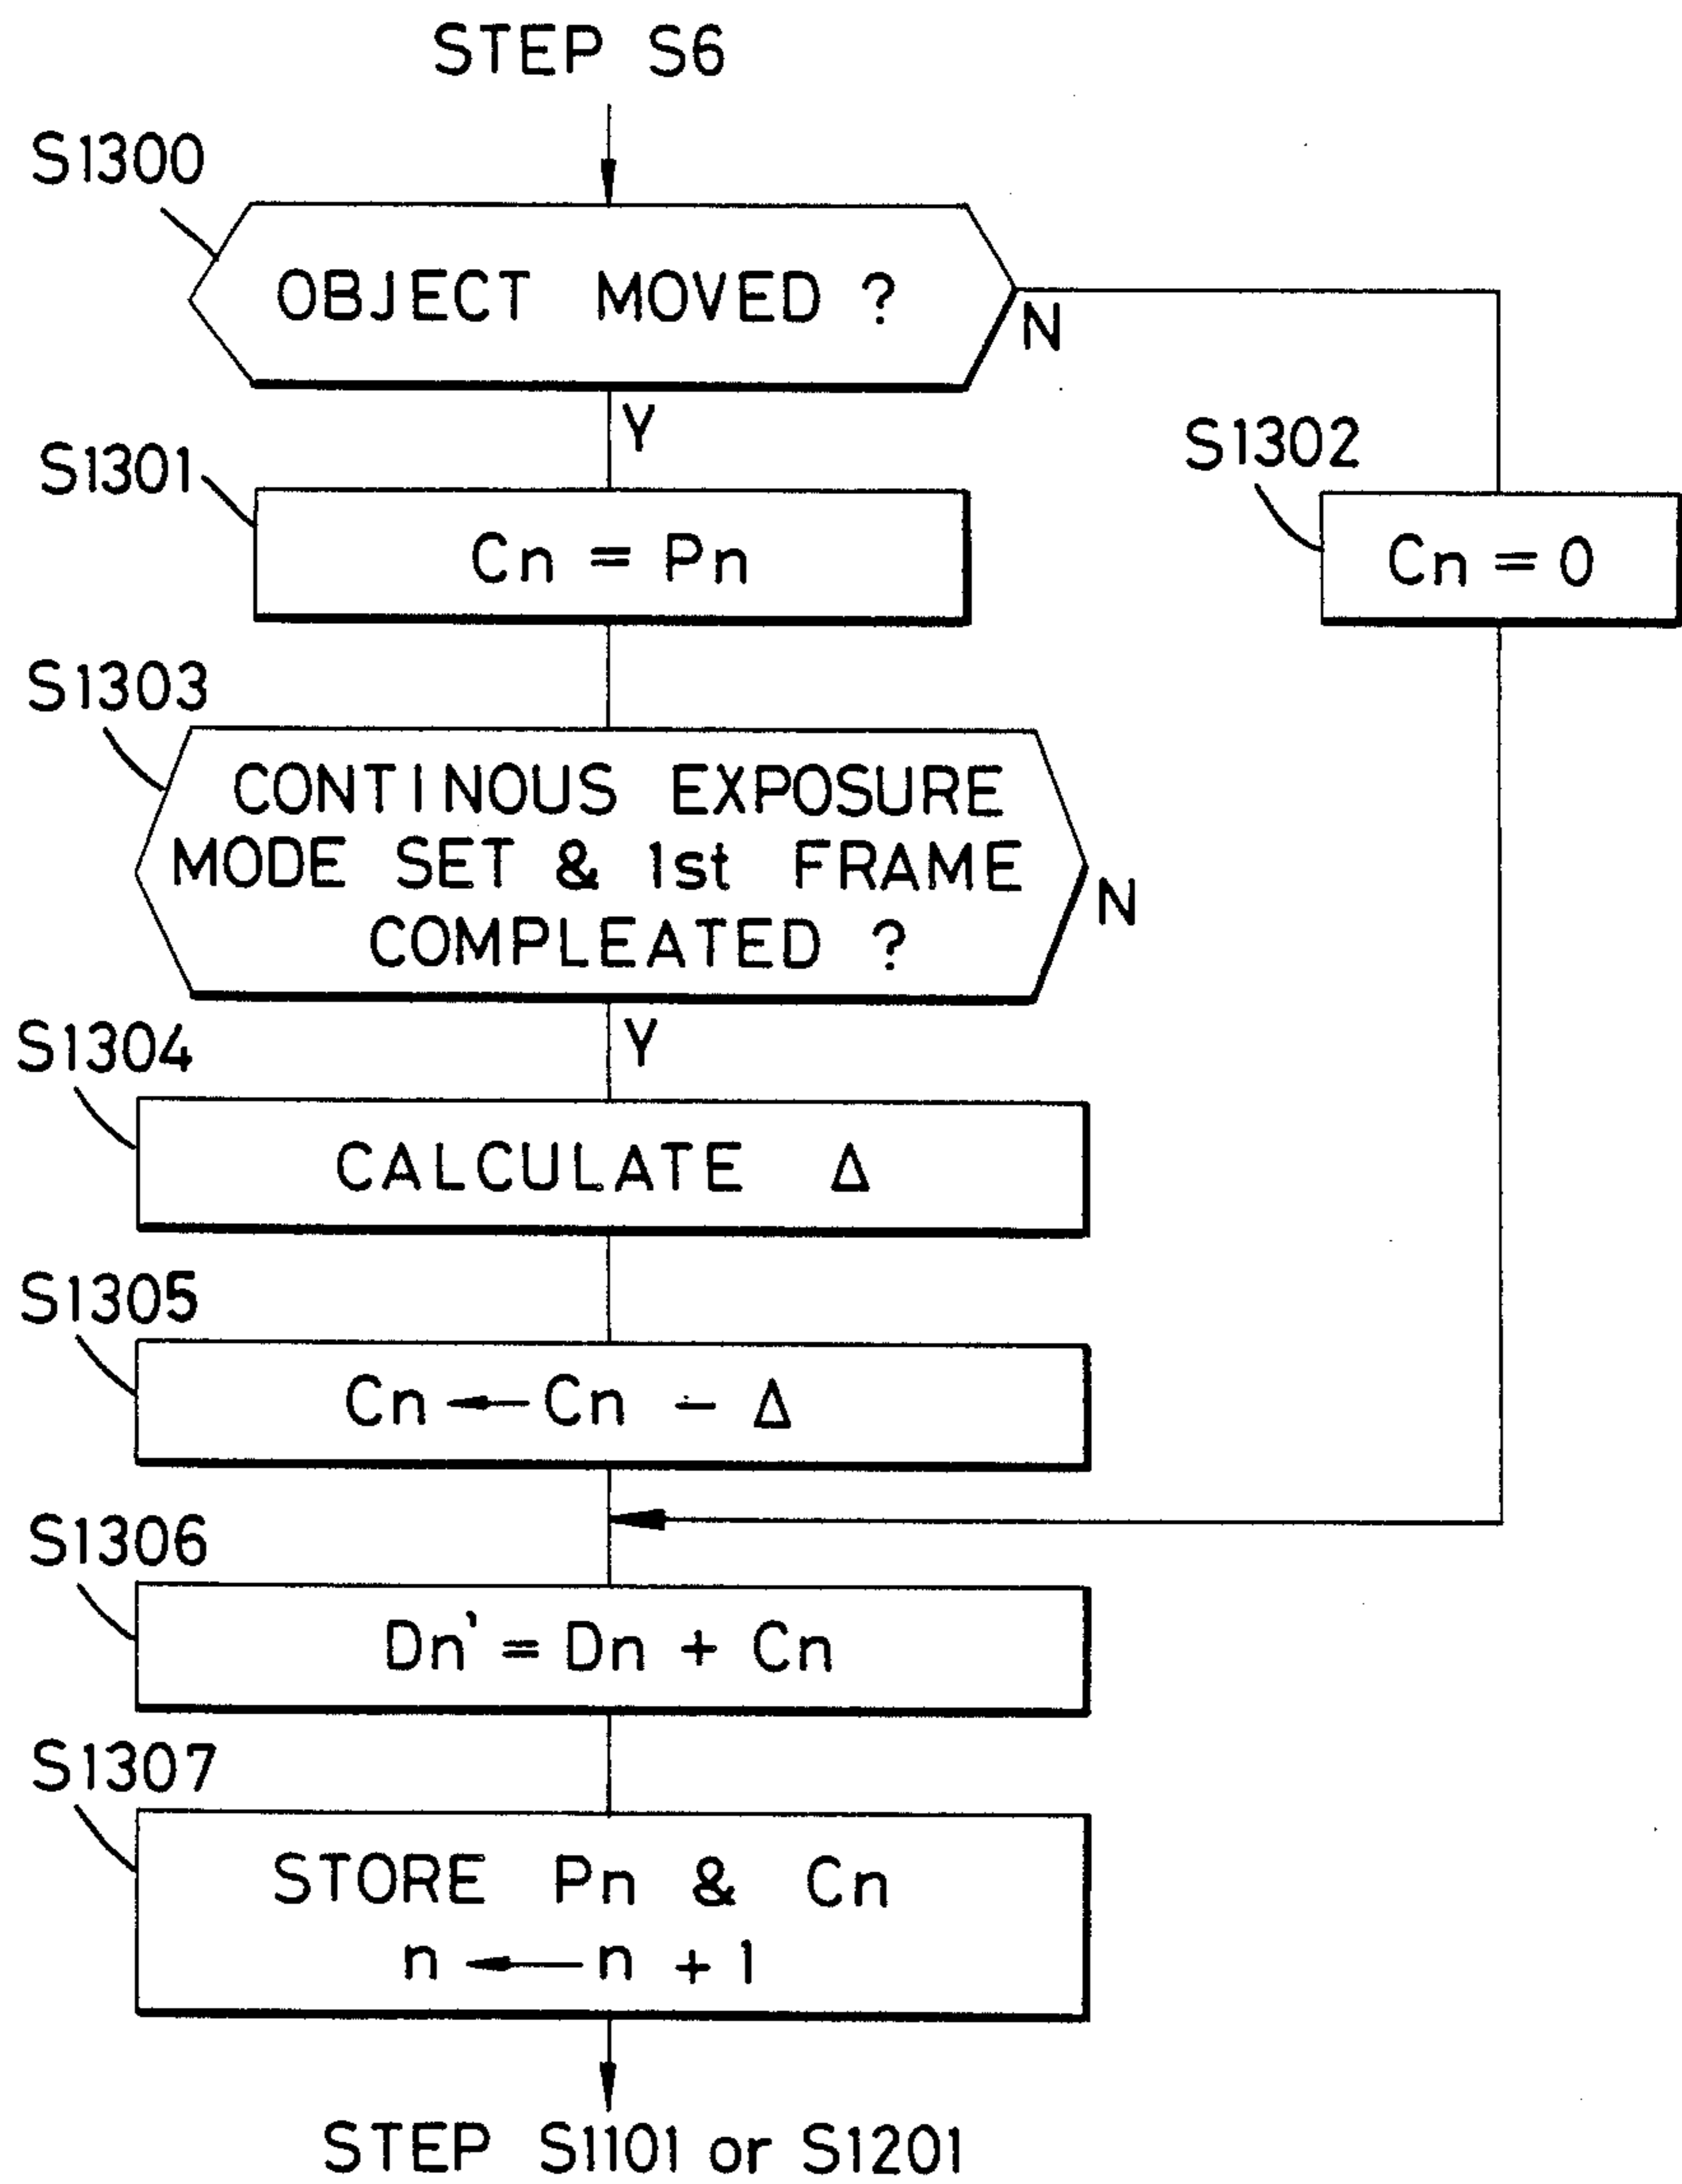 STEP S6
S1300
OBJECT MOVED ?
N
Y
S1301
Cn = Pn
S1302
Cn = 0
S1303
CONTINOUS EXPOSURE
MODE SET & 1st FRAME
COMPLEATED ?
N
Y
S1304
CALCULATE Δ
S1305
Cn ← Cn − Δ
S1306
Dn' = Dn + Cn
S1307
STORE Pn & Cn
n ← n + 1
STEP S1101 or S1201